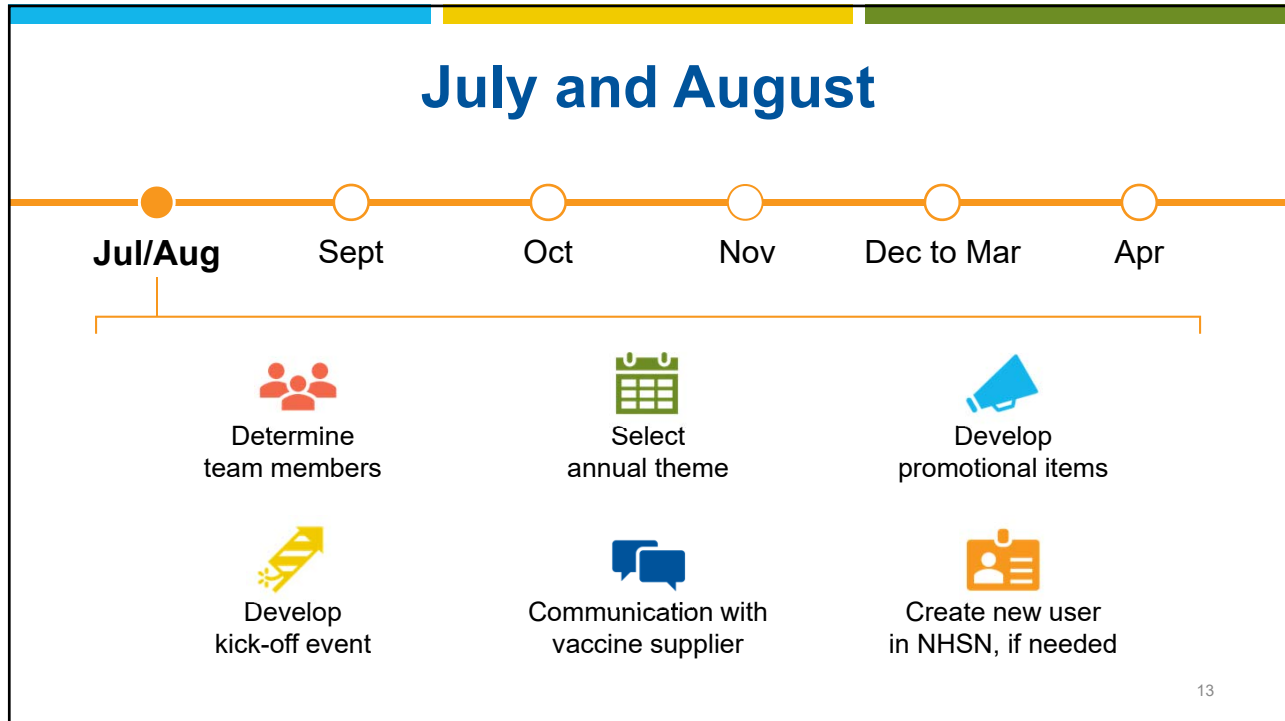 July and August
Jul/Aug
Sept
Oct
Nov
Dec to Mar
Apr
Determine
team members
Select
annual theme
Develop
promotional items
Develop
kick-off event
Communication with
vaccine supplier
Create new user
in NHSN, if needed
13